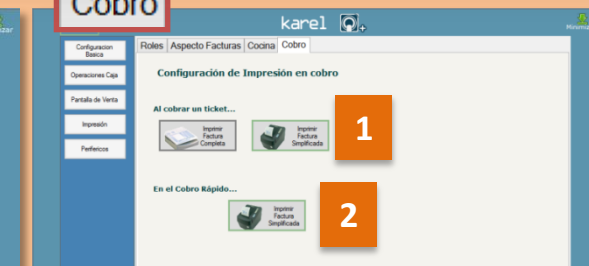 Cobro
karel
Minimiz
zar
Roles Aspecto Facturas Cocina Cobro
Configuracion
Basica
Operaciones Caja
Pantalla de Venta
Impresión
Perifericos
Configuración de Impresión en cobro
Al cobrar un ticket...
Imprimir
Factura
Completa
Imprimir
Factura
Simplificada
1
En el Cobro Rápido...
Imprimir
Factura
Simplificada
2